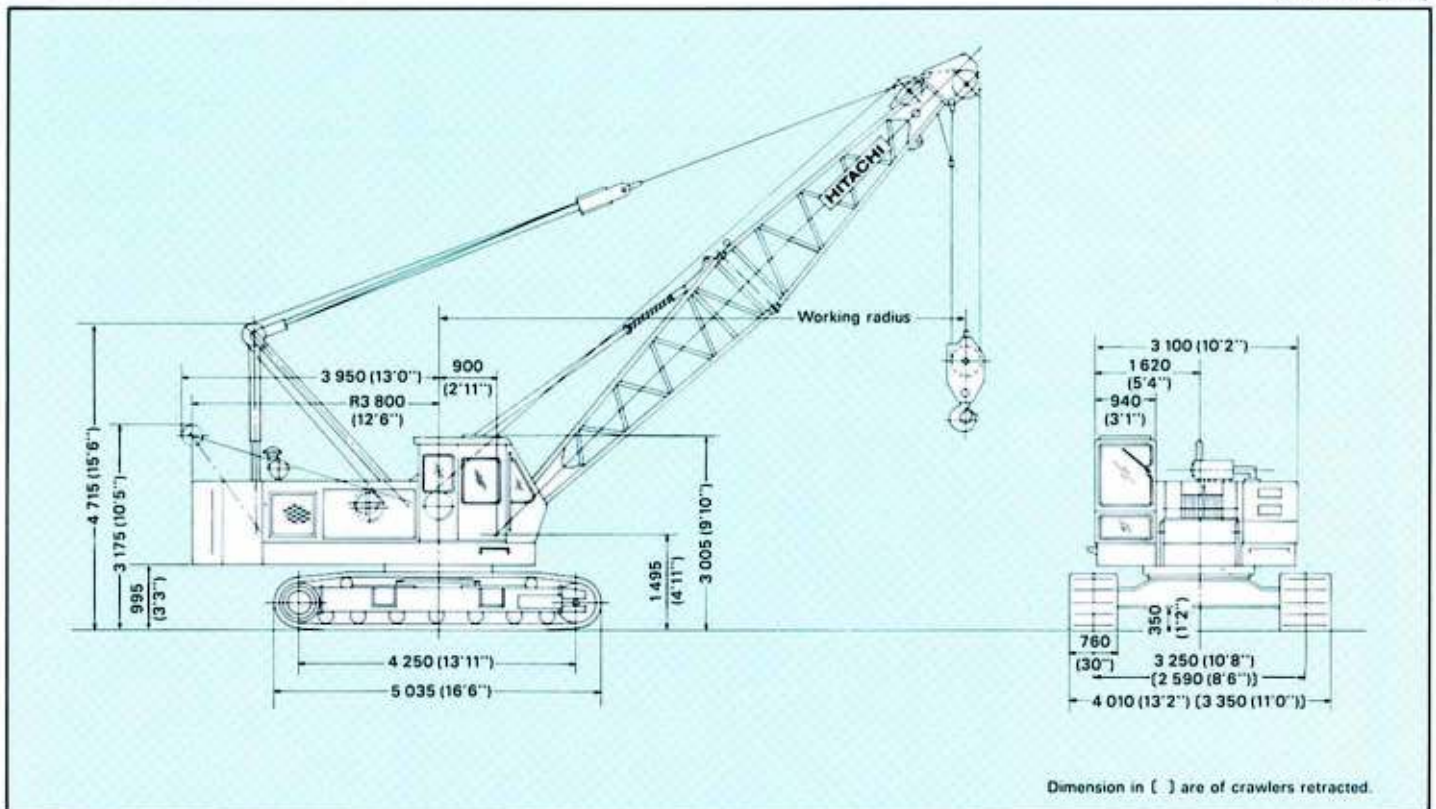 HITACHI
Working radius
3 950 (13'0'')
900
(2'11'')
R3 800
(12'6'')
4 715 (15'6'')
3 175 (10'5'')
995
(3'3'')
1 495
(4'11'')
3 005 (9'10'')
4 250 (13'11'')
5 035 (16'6'')
3 100 (10'2'')
1 620
(5'4'')
940
(3'1'')
350
(1'2'')
760
(30'')
3 250 (10'8'')
[2 590 (8'6'')]
4 010 (13'2'') [3 350 (11'0'')]
Dimension in [ ] are of crawlers retracted.